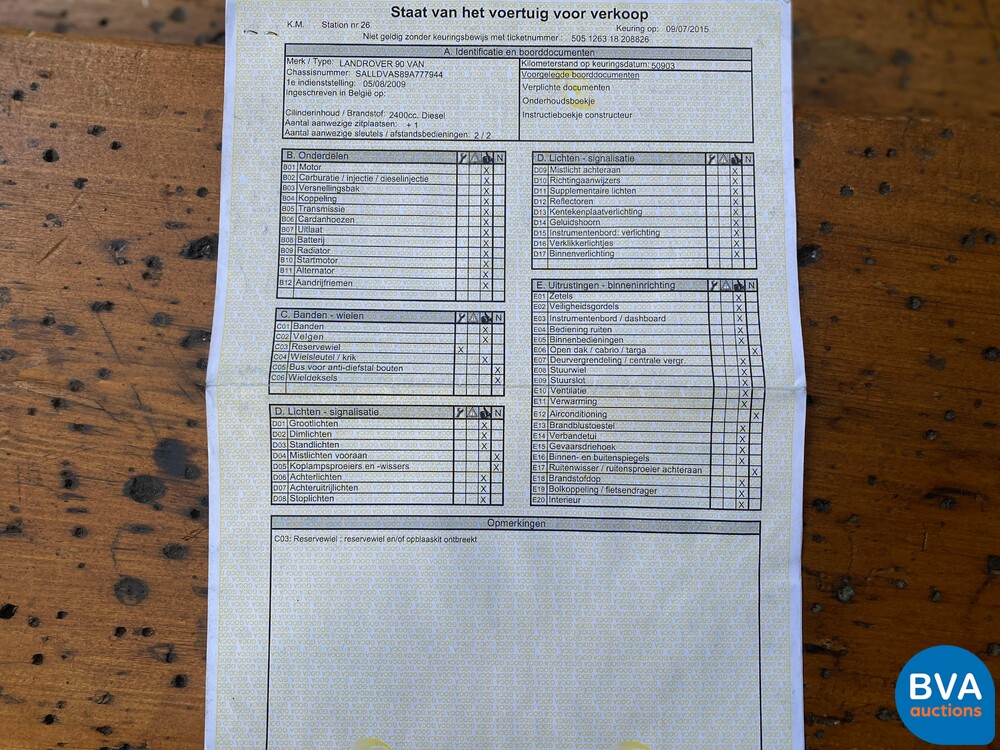 Staat van het voertuig voor verkoop
K.M. Station nr 26 Keuring op: 09/07/2015
Niet geldig zonder keuringsbewijs met ticketnummer : 505 1263 18 208826
A. Identificatie en boorddocumenten
Merk / Type: LANDROVER 90 VAN
Chassisnummer: SALLDVAS89A777944
1e indienststelling: 05/08/2009
Ingeschreven in België op:
Cilinderinhoud / Brandstof: 2400cc. Diesel
Aantal aanwezige zitplaatsen: + 1
Aantal aanwezige sleutels / afstandsbedieningen: 2 / 2
Kilometerstand op keuringsdatum: 50903
Voorgelegde boorddocumenten
Verplichte documenten
Onderhoudsboekje
Instructieboekje constructeur
B. Onderdelen N
B01 Motor X
B02 Carburatie / injectie / dieselinjectie X
B03 Versnellingsbak X
B04 Koppeling X
B05 Transmissie X
B06 Cardanhoezen X
B07 Uitlaat X
B08 Batterij X
B09 Radiator X
B10 Startmotor X
B11 Alternator X
B12 Aandrijfriemen X
C. Banden - wielen N
C01 Banden X
C02 Velgen X
C03 Reservewiel X
C04 Wielsleutel / krik X
C05 Bus voor anti-diefstal bouten X
C06 Wieldeksels X
D. Lichten - signalisatie N
D01 Grootlichten X
D02 Dimlichten X
D03 Standlichten X
D04 Mistlichten vooraan X
D05 Koplampsproeiers en -wissers X
D06 Achterlichten X
D07 Achteruitrijlichten X
D08 Stoplichten X
D. Lichten - signalisatie N
D09 Mistlicht achteraan X
D10 Richtingaanwijzers X
D11 Supplementaire lichten X
D12 Reflectoren X
D13 Kentekenplaatverlichting X
D14 Geluidshoorn X
D15 Instrumentenbord: verlichting X
D16 Verklikkerlichtjes X
D17 Binnenverlichting X
E. Uitrustingen - binneninrichting N
E01 Zetels X
E02 Veiligheidsgordels X
E03 Instrumentenbord / dashboard X
E04 Bediening ruiten X
E05 Binnenbedieningen X
E06 Open dak / cabrio / targa X
E07 Deurvergrendeling / centrale vergr. X
E08 Stuurwiel X
E09 Stuurslot X
E10 Ventilatie X
E11 Verwarming X
E12 Airconditioning X
E13 Brandblustoestel X
E14 Verbandetui X
E15 Gevaarsdriehoek X
E16 Binnen- en buitenspiegels X
E17 Ruitenwisser / ruitensproeier achteraan X
E18 Brandstofdop X
E19 Bolkoppeling / fietsendrager X
E20 Interieur X
Opmerkingen
C03: Reservewiel : reservewiel en/of opblaaskit ontbreekt
BVA
auctions